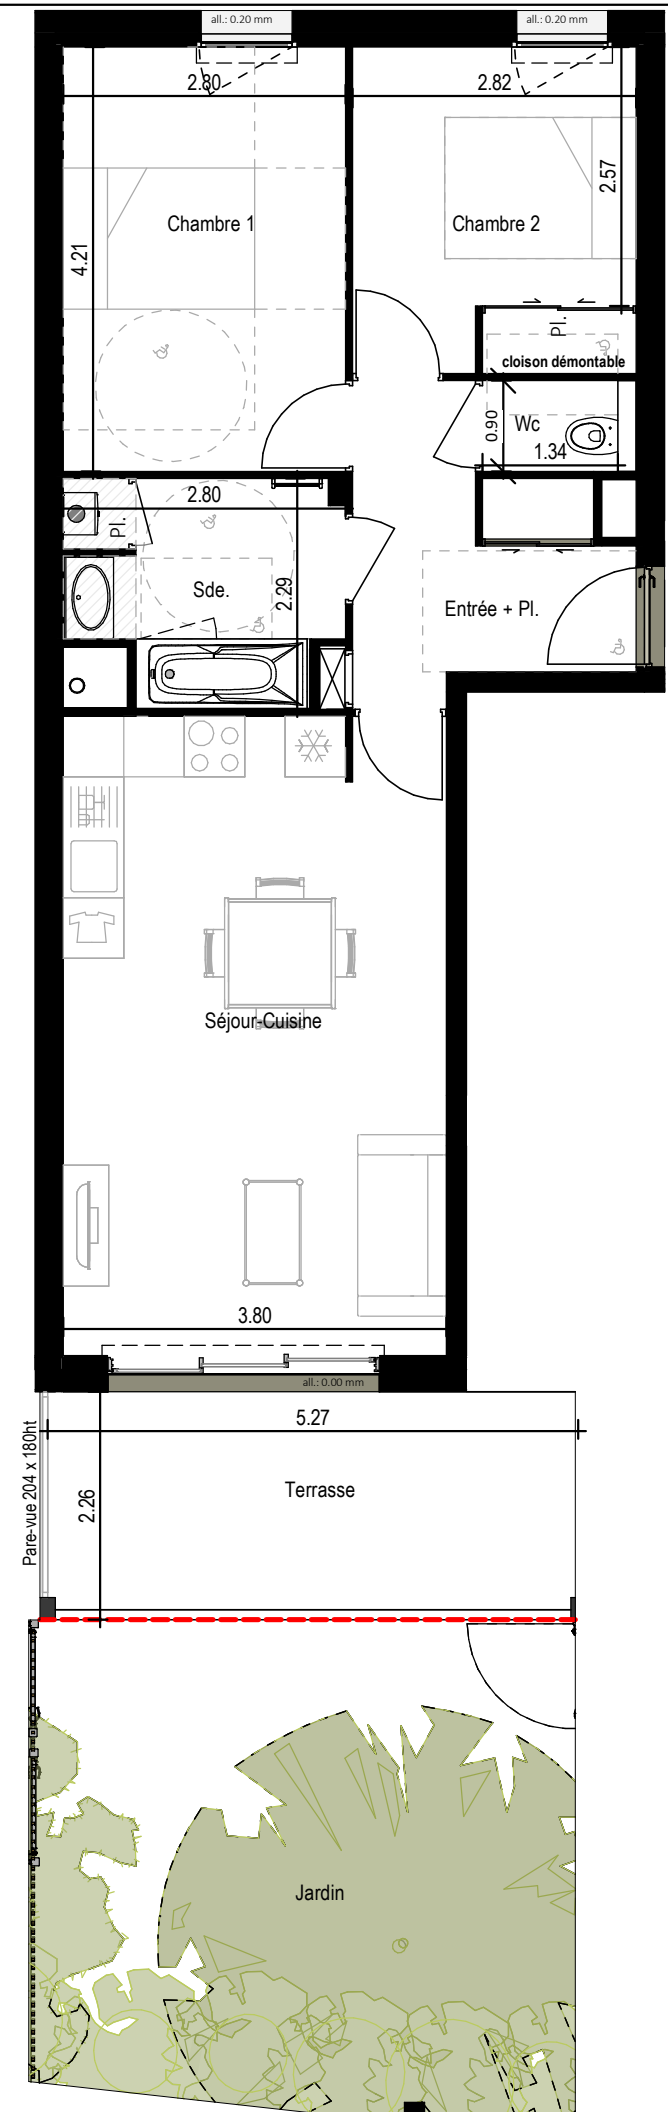 all.: 0.20 mm
all.: 0.20 mm
2.80
2.82
2.57
4.21
Chambre 1
Chambre 2
Pl.
cloison démontable
0.90
Wc
1.34
2.80
Pl.
Sde.
2.29
Entrée + Pl.
Séjour-Cuisine
3.80
all.: 0.00 mm
5.27
Pare-vue 204 x 180ht
2.26
Terrasse
Jardin